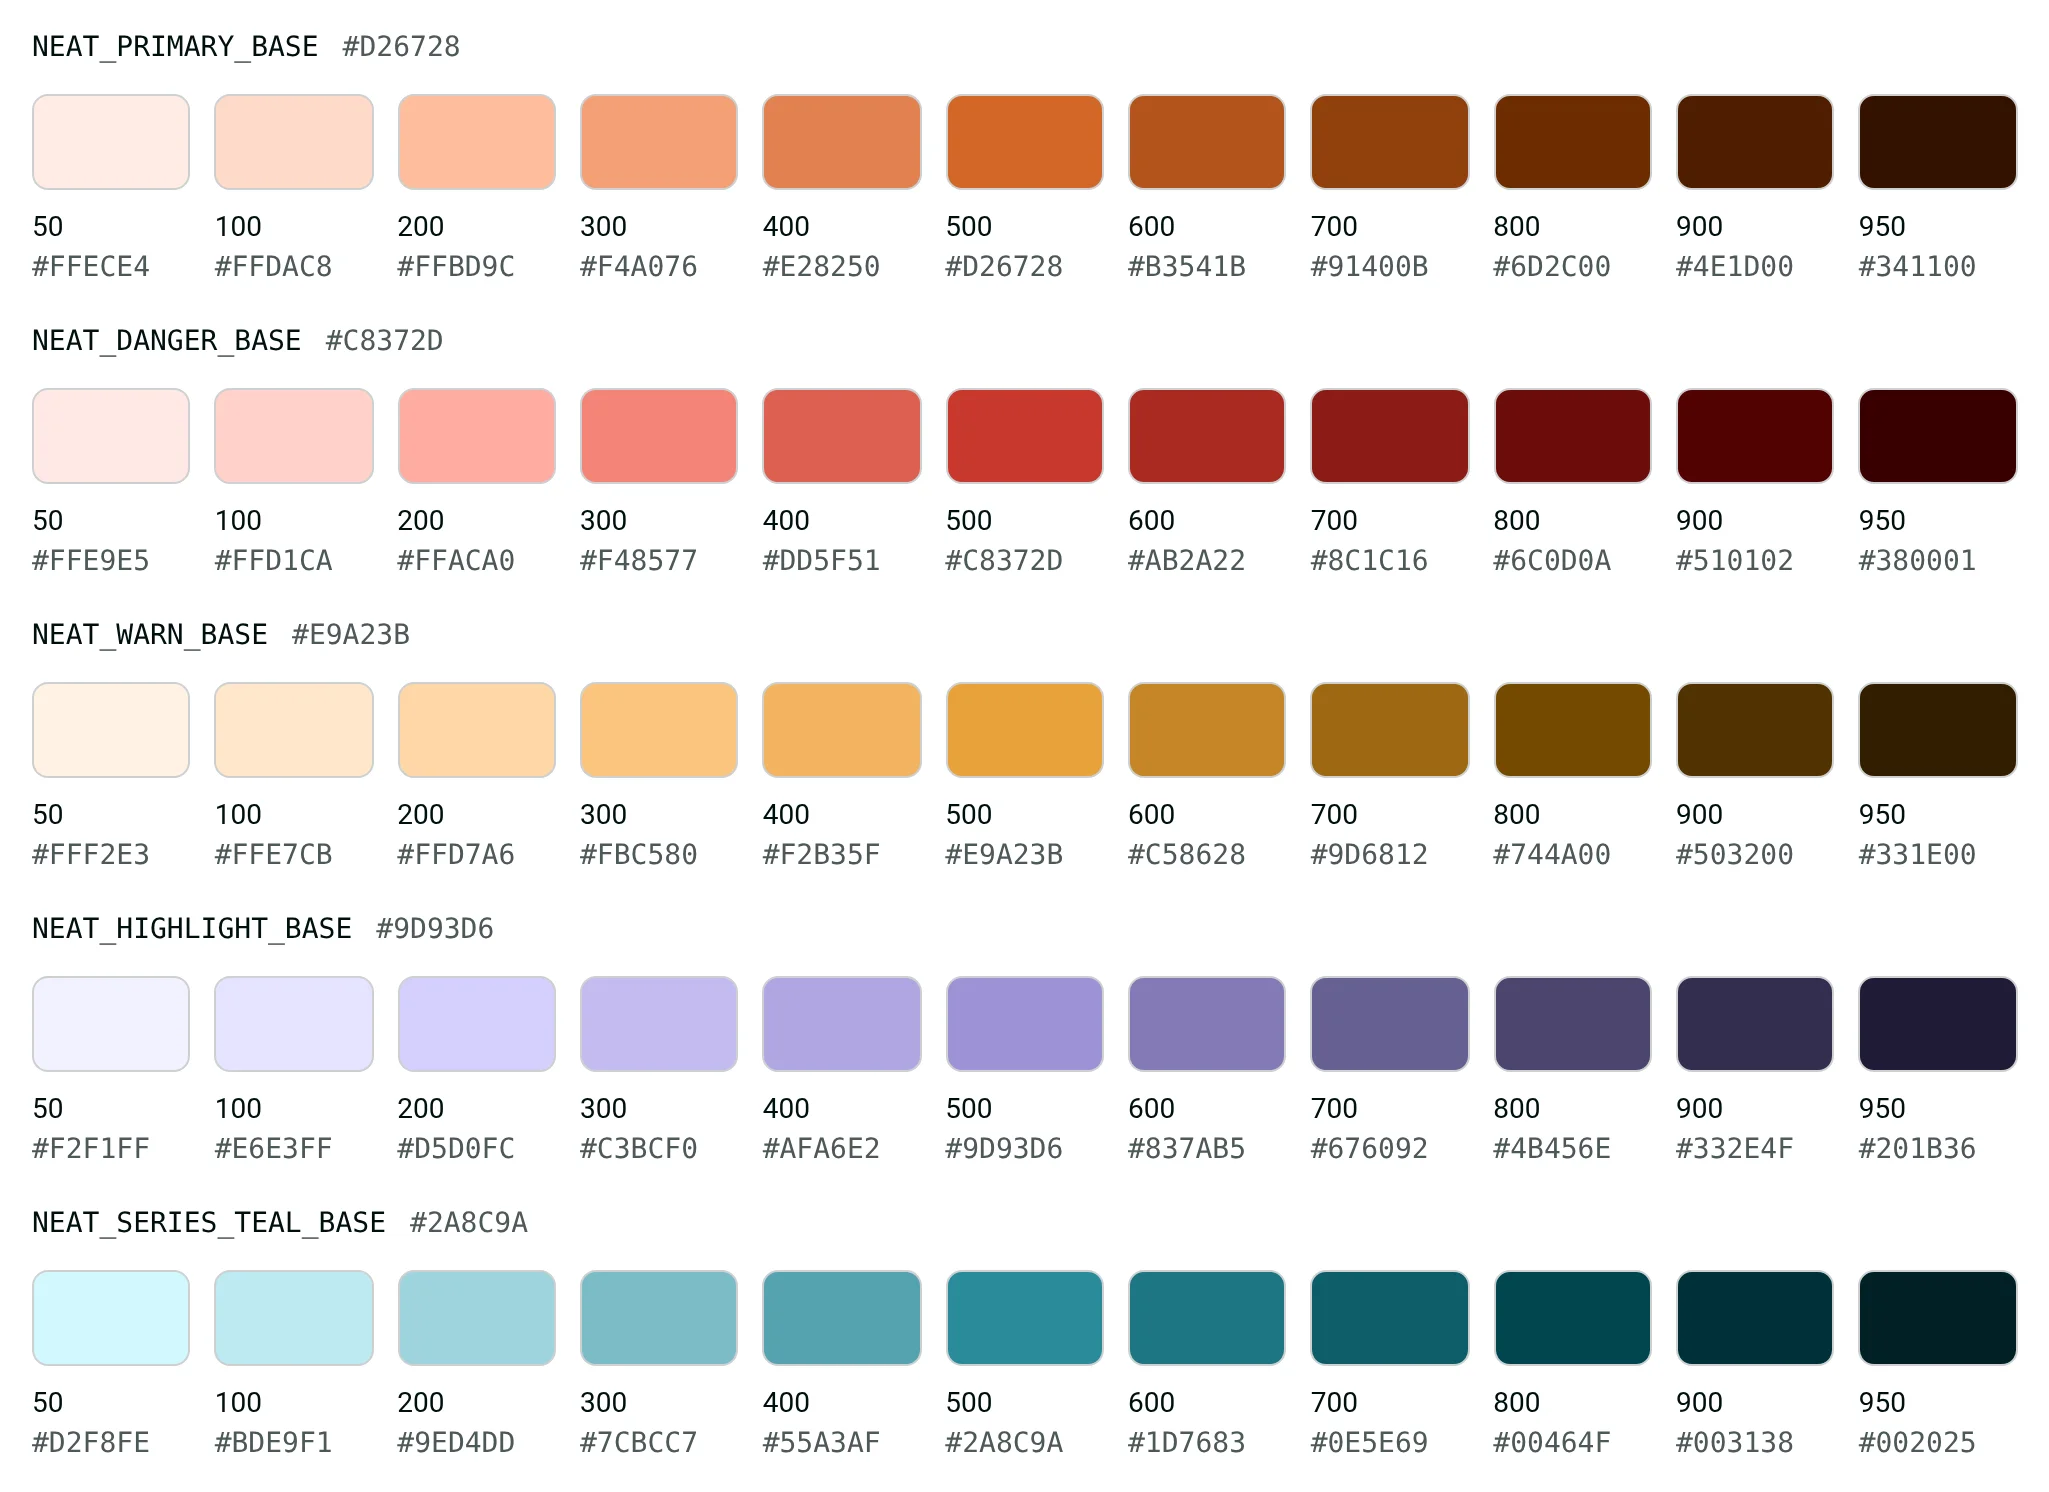 NEAT_PRIMARY_BASE #D26728
50 100 200 300 400 500 600 700 800 900 950
#FFECE4 #FFDAC8 #FFBD9C #F4A076 #E28250 #D26728 #B3541B #91400B #6D2C00 #4E1D00 #341100
NEAT_DANGER_BASE #C8372D
50 100 200 300 400 500 600 700 800 900 950
#FFE9E5 #FFD1CA #FFACA0 #F48577 #DD5F51 #C8372D #AB2A22 #8C1C16 #6C0D0A #510102 #380001
NEAT_WARN_BASE #E9A23B
50 100 200 300 400 500 600 700 800 900 950
#FFF2E3 #FFE7CB #FFD7A6 #FBC580 #F2B35F #E9A23B #C58628 #9D6812 #744A00 #503200 #331E00
NEAT_HIGHLIGHT_BASE #9D93D6
50 100 200 300 400 500 600 700 800 900 950
#F2F1FF #E6E3FF #D5D0FC #C3BCF0 #AFA6E2 #9D93D6 #837AB5 #676092 #4B456E #332E4F #201B36
NEAT_SERIES_TEAL_BASE #2A8C9A
50 100 200 300 400 500 600 700 800 900 950
#D2F8FE #BDE9F1 #9ED4DD #7CBCC7 #55A3AF #2A8C9A #1D7683 #0E5E69 #00464F #003138 #002025